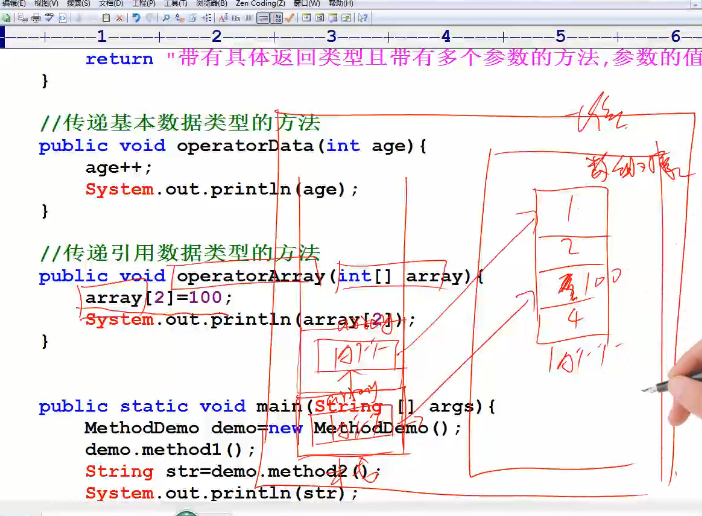 编辑(E) 视图(V) 搜索(S) 文档(D) 工程(P) 工具(T) 浏览器(B) Zen Coding(Z) 窗口(W) 帮助(H)
1 2 3 4 5 6
return "带有具体返回类型且带有多个参数的方法,参数的值
}
//传递基本数据类型的方法
public void operatorData(int age){
age++;
System.out.println(age);
}
//传递引用数据类型的方法
public void operatorArray(int[] array){
array[2]=100;
System.out.println(array[2]);
}
public static void main(String [] args){
MethodDemo demo=new MethodDemo();
demo.method1();
String str=demo.method2();
System.out.println(str);
1
2
100
4
array
array